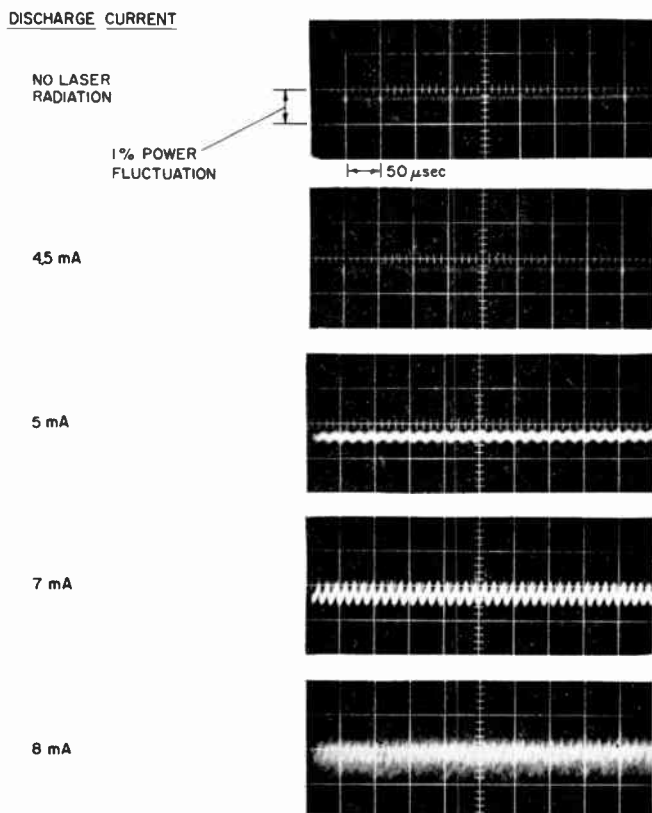 DISCHARGE CURRENT
NO LASER
RADIATION
1% POWER
FLUCTUATION
50 μsec
4.5 mA
5 mA
7 mA
8 mA